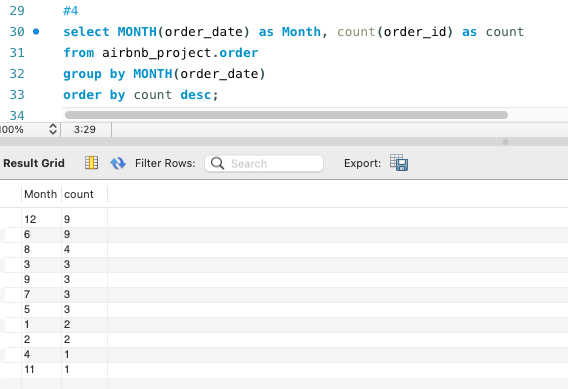 29 #4
30 select MONTH(order_date) as Month, count(order_id) as count
31 from airbnb_project.order
32 group by MONTH(order_date)
33 order by count desc;
34
100% 3:29
Result Grid Filter Rows: Search Export:
Month count
12 9
6 9
8 4
3 3
9 3
7 3
5 3
1 2
2 2
4 1
11 1